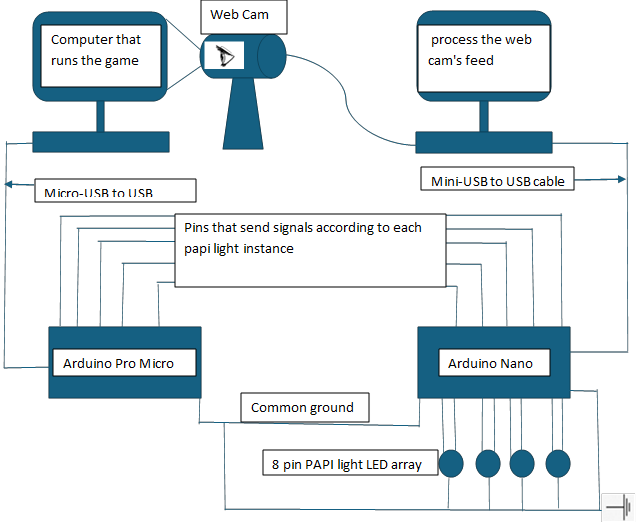 Web Cam
Computer that
runs the game
process the web
cam's feed
Micro-USB to USB
Mini-USB to USB cable
Pins that send signals according to each
papi light instance
Arduino Pro Micro
Arduino Nano
Common ground
8 pin PAPI light LED array